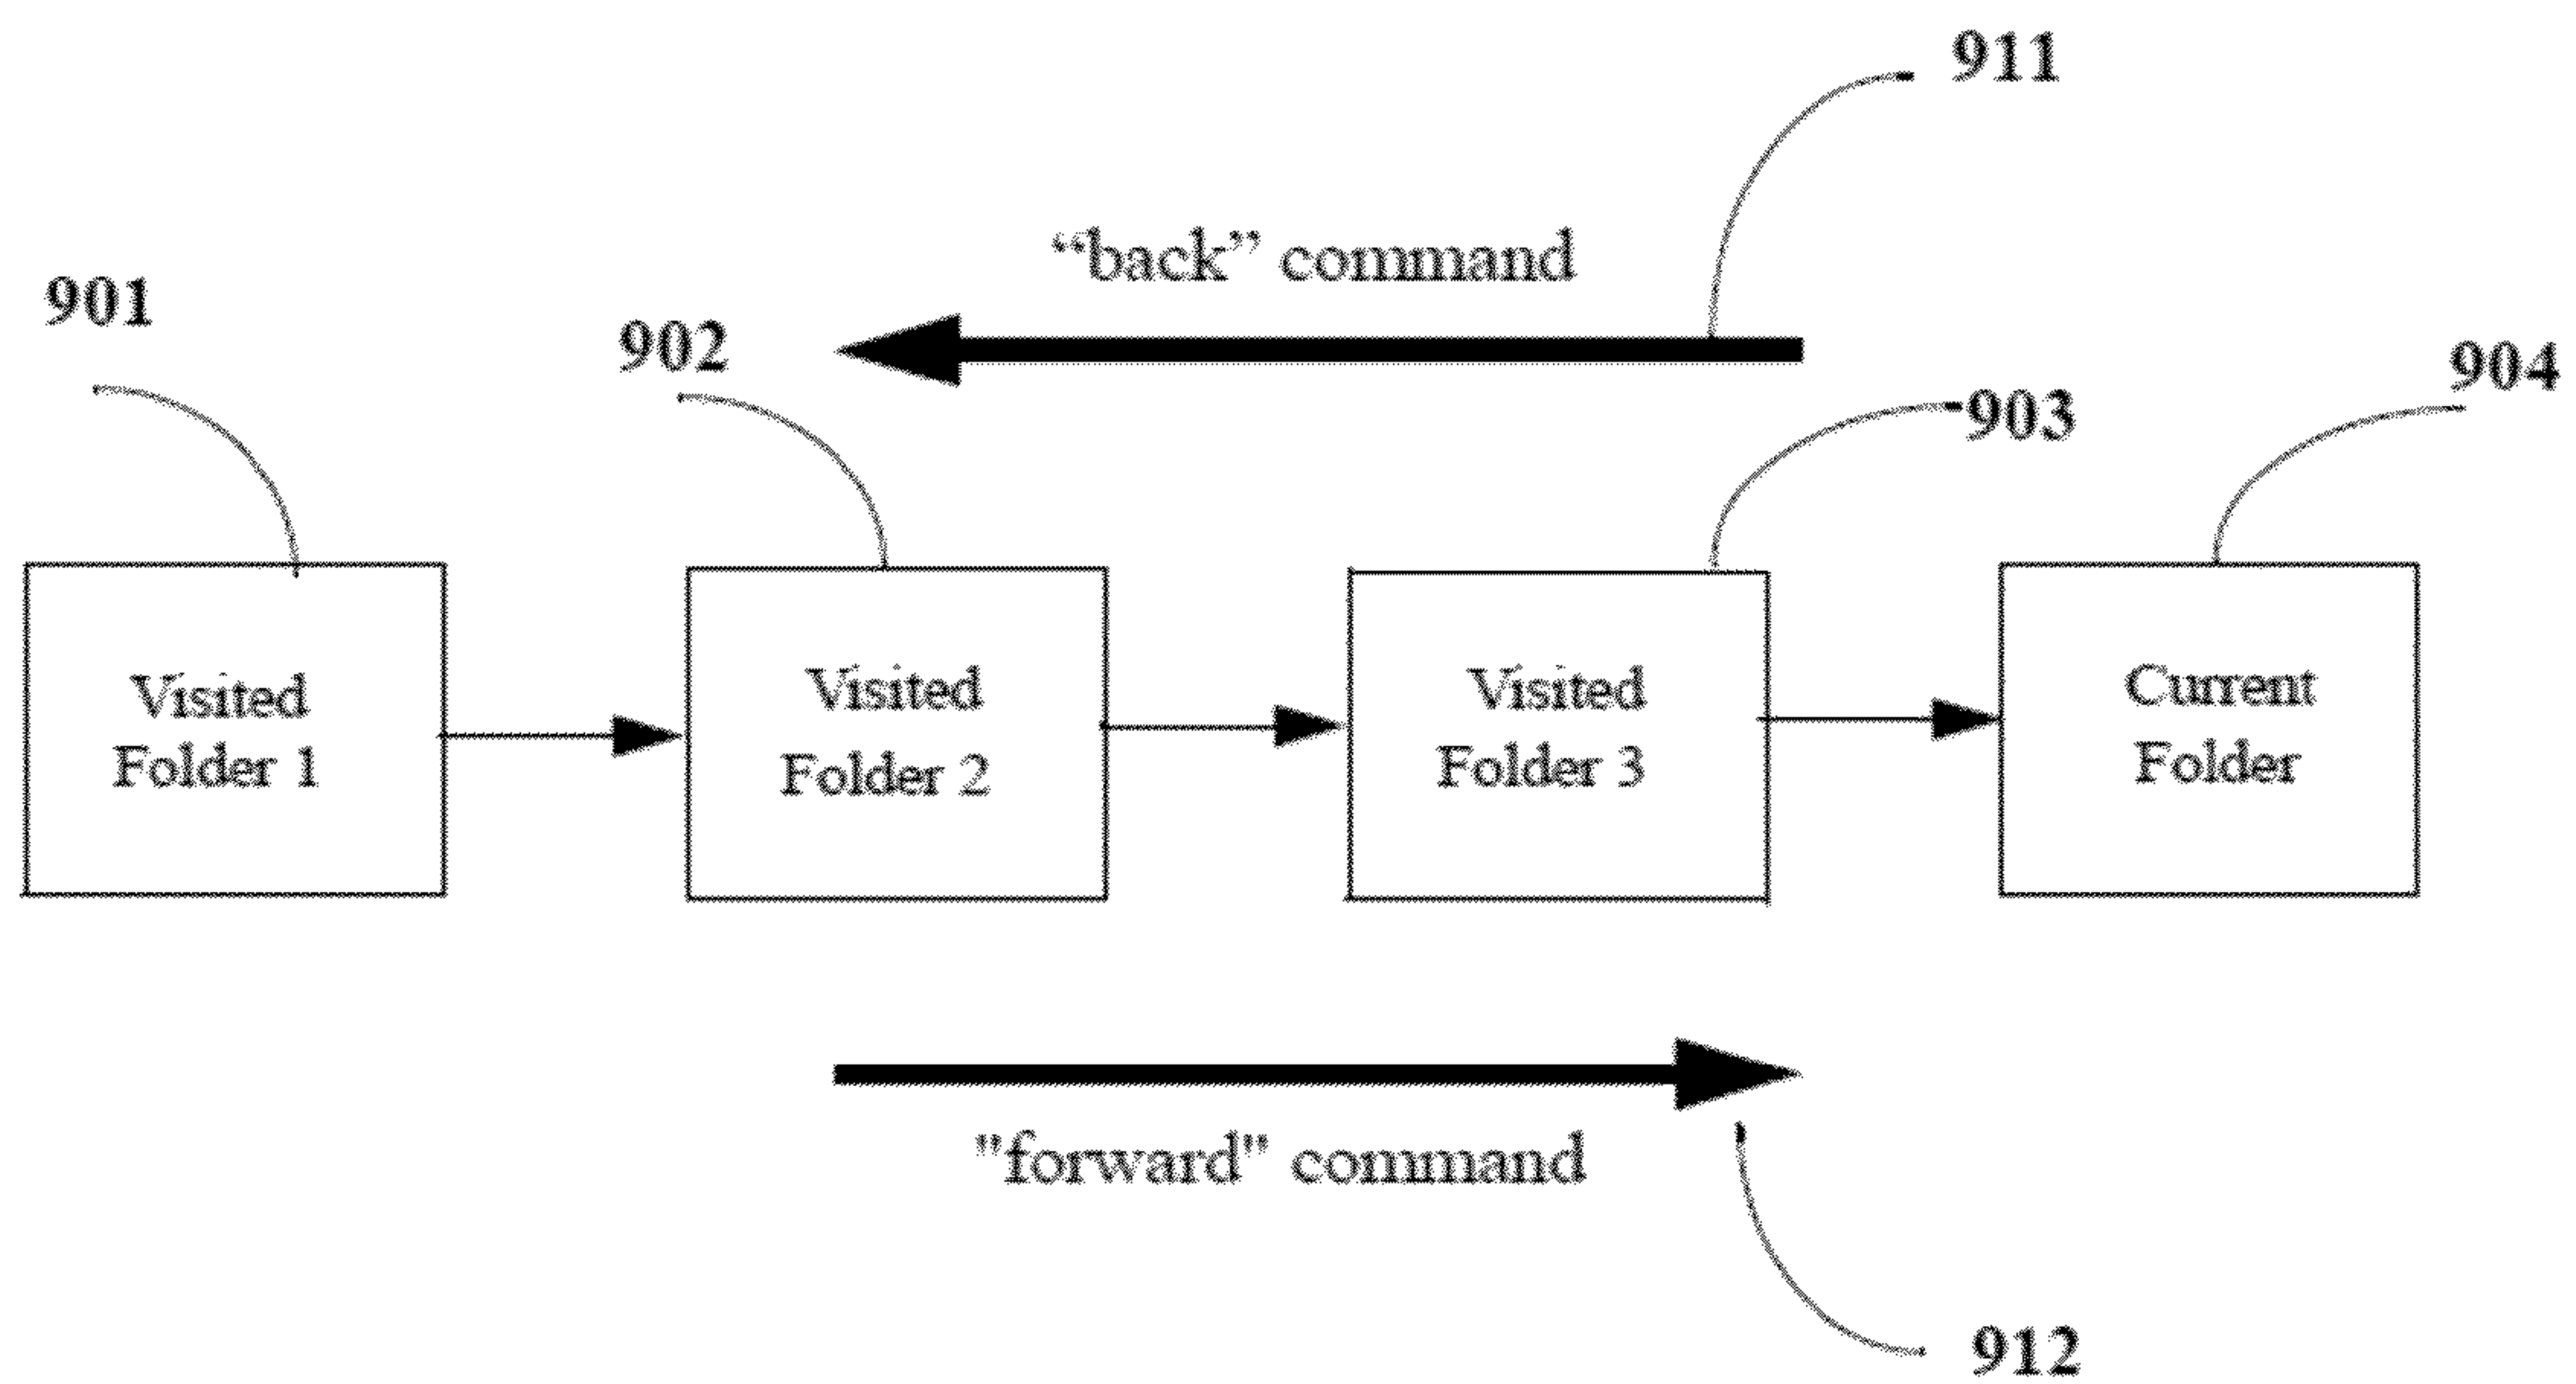 911
“back” command
901
902
904
903
Visited
Folder 1
Visited
Folder 2
Visited
Folder 3
Current
Folder
"forward" command
912